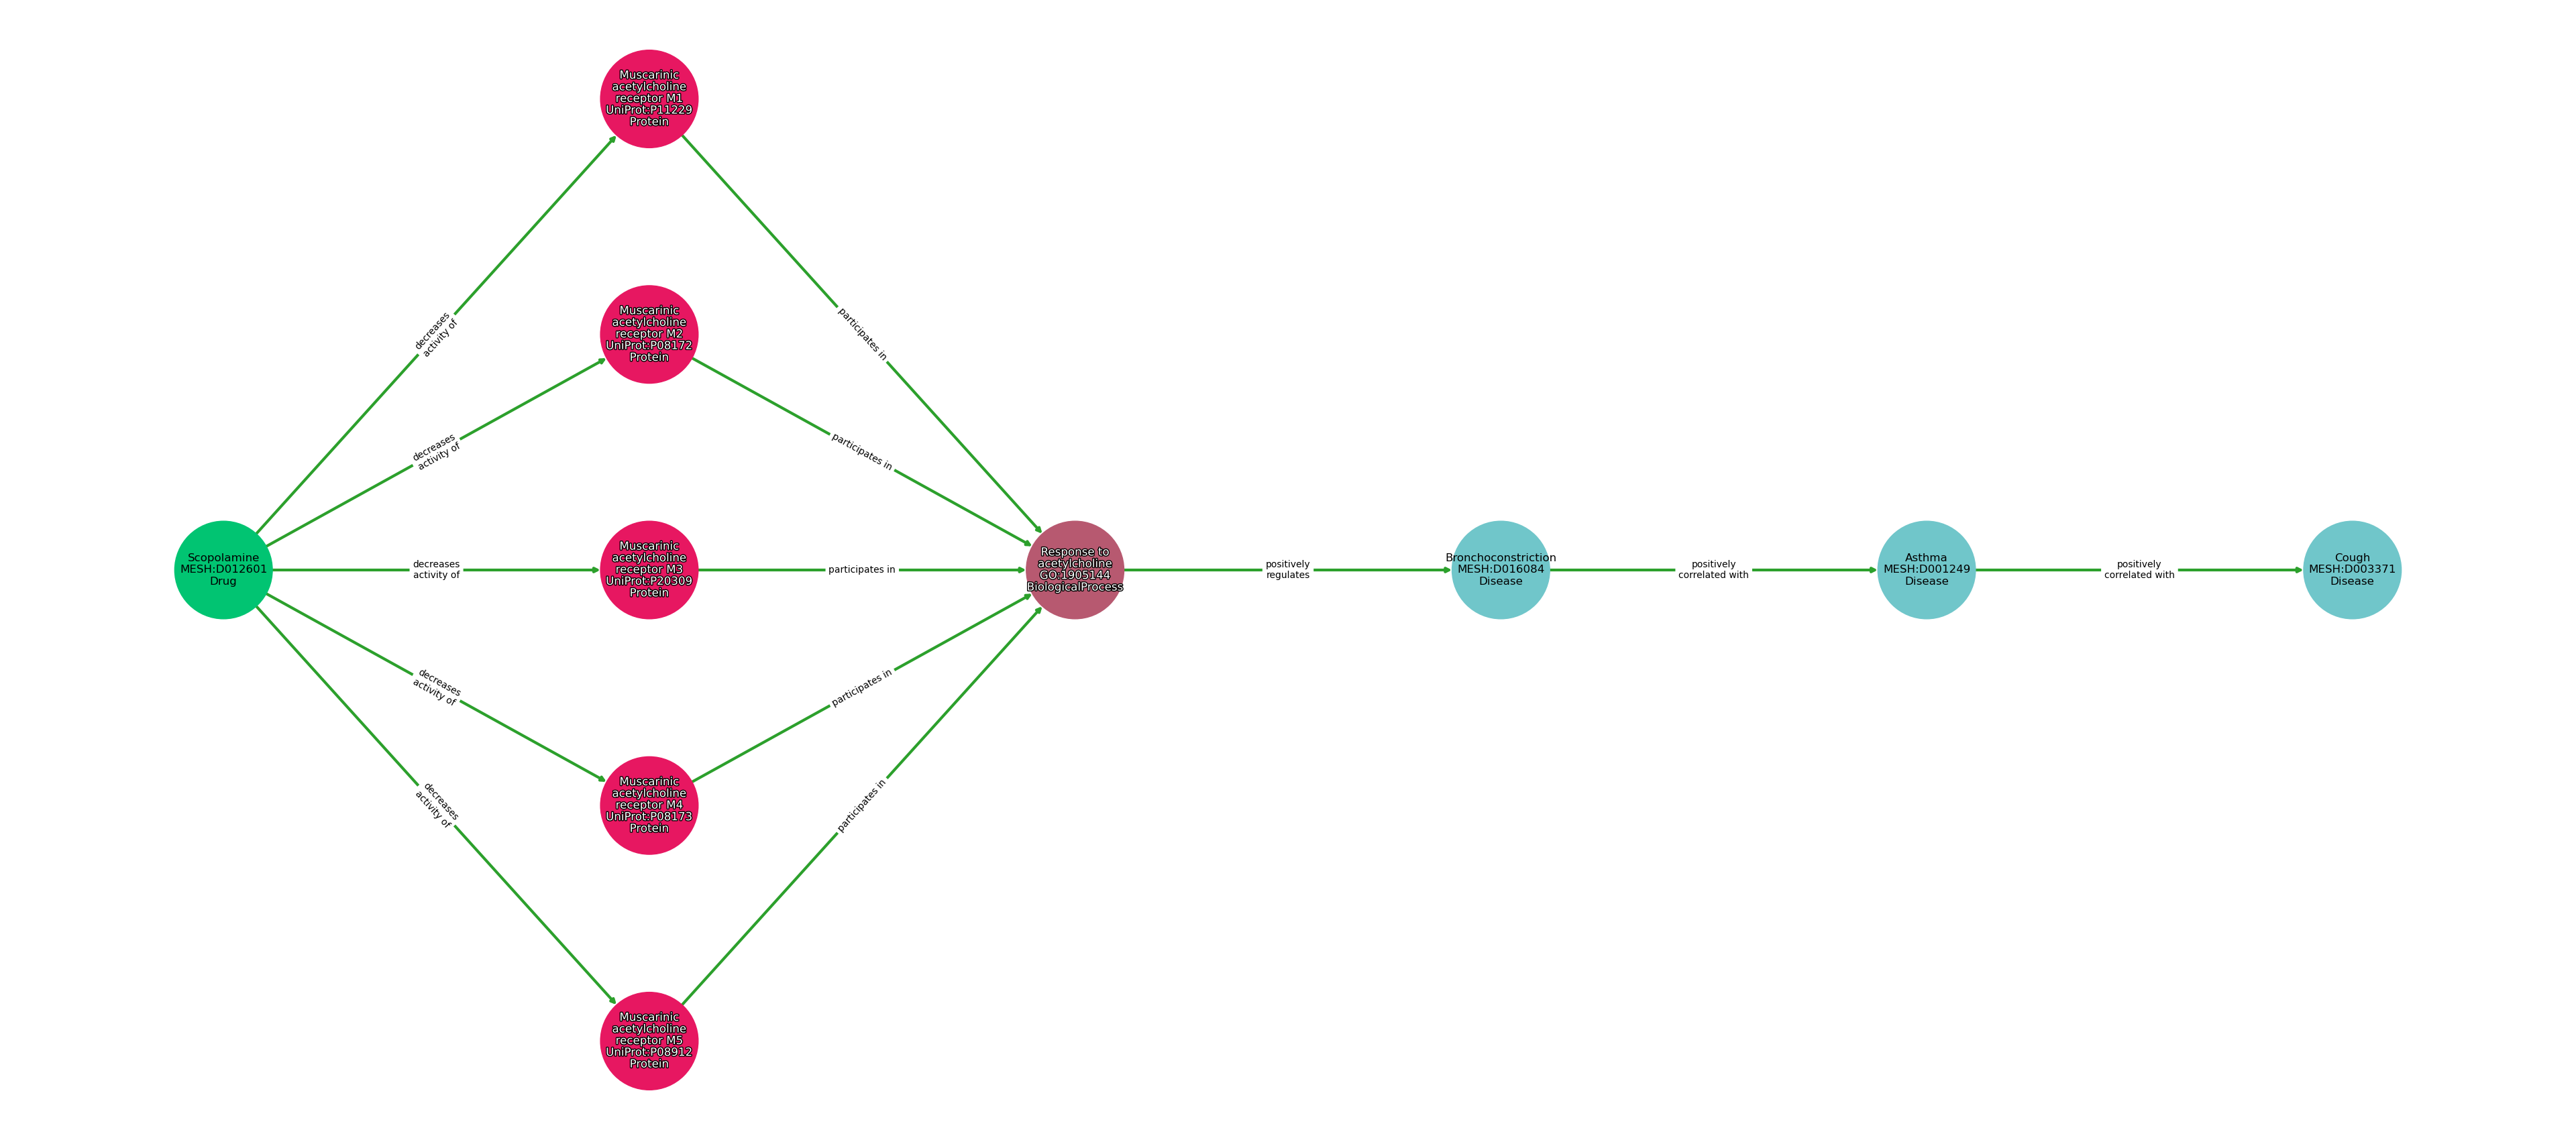 Muscarinic
acetylcholine
receptor M1
UniProt:P11229
Protein
decreases
activity of
participates in
Muscarinic
acetylcholine
receptor M2
UniProt:P08172
Protein
decreases
activity of
participates in
Scopolamine
MESH:D012601
Drug
decreases
activity of
Muscarinic
acetylcholine
receptor M3
UniProt:P20309
Protein
participates in
Response to
acetylcholine
GO:1905144
BiologicalProcess
positively
regulates
Bronchoconstriction
MESH:D016084
Disease
positively
correlated with
Asthma
MESH:D001249
Disease
positively
correlated with
Cough
MESH:D003371
Disease
decreases
activity of
participates in
Muscarinic
acetylcholine
receptor M4
UniProt:P08173
Protein
decreases
activity of
participates in
Muscarinic
acetylcholine
receptor M5
UniProt:P08912
Protein